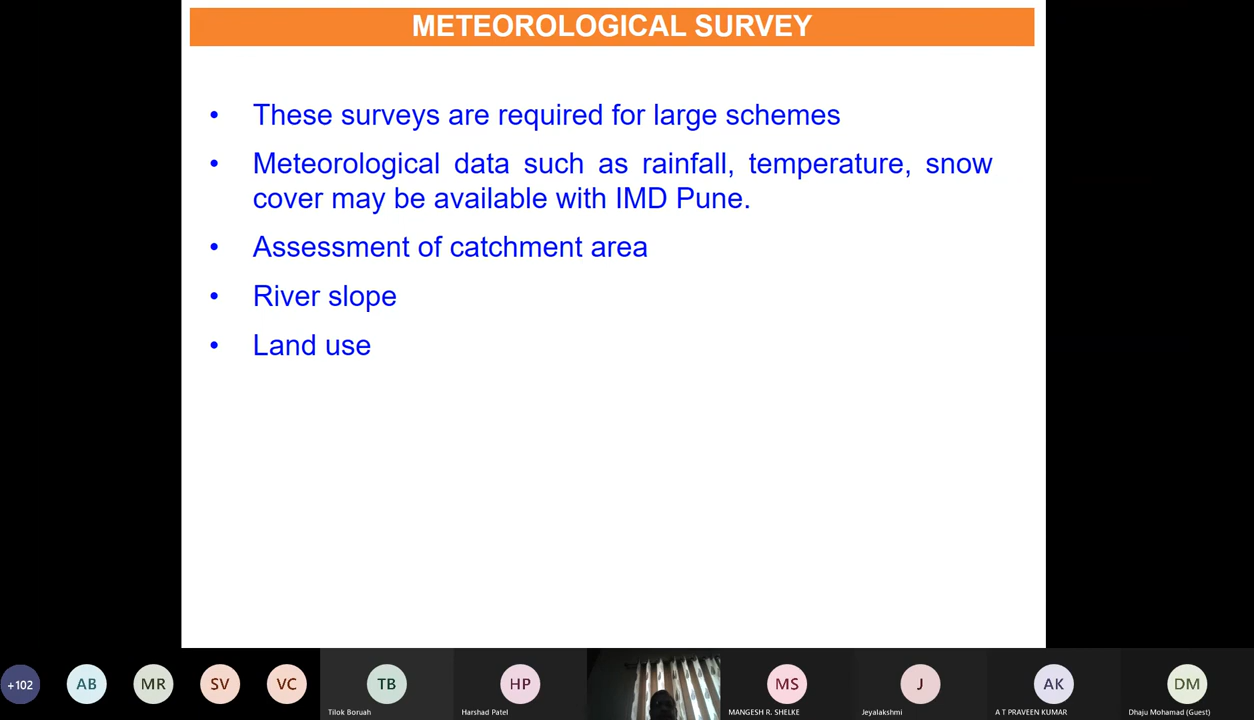 METEOROLOGICAL SURVEY
• These surveys are required for large schemes
• Meteorological data such as rainfall, temperature, snow
cover may be available with IMD Pune.
• Assessment of catchment area
• River slope
• Land use
+102
AB
MR
SV
VC
TB
HP
MS
J
AK
DM
Tilok Boruah
Harshad Patel
MANGESH R. SHELKE
Jeyalakshmi
A T PRAVEEN KUMAR
Dhaju Mohamad (Guest)